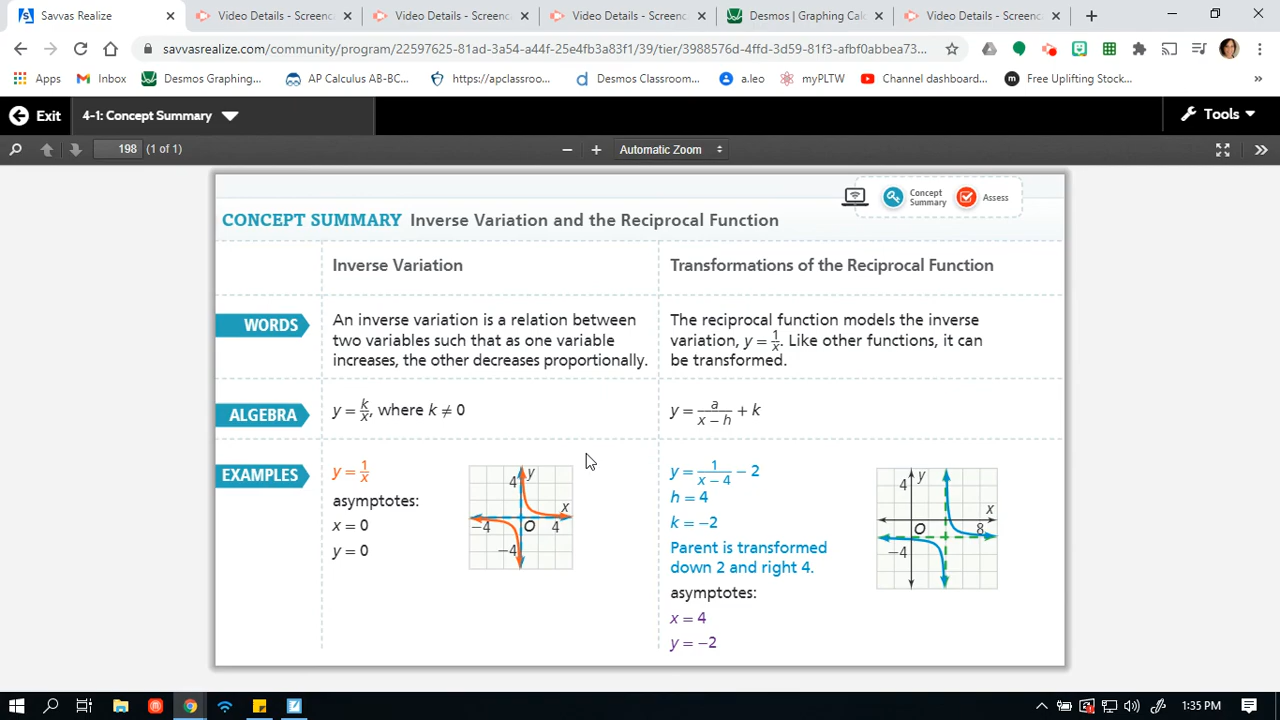 Savvas Realize
Video Details - Screenc
Video Details - Screenc
Video Details - Screenc
Desmos | Graphing Calc
Video Details - Screenc
savvasrealize.com/community/program/22597625-81ad-3a54-a44f-25e4fb3a83f1/39/tier/3988576d-4ffd-3d59-81f3-afbf0abbea73...
Apps
Inbox
Desmos Graphing...
AP Calculus AB-BC...
https://apclassroo...
Desmos Classroom...
a.leo
myPLTW
Channel dashboard...
Free Uplifting Stock...
Exit
4-1: Concept Summary
Tools
198 (1 of 1)
Automatic Zoom
Concept
Summary
Assess
CONCEPT SUMMARY Inverse Variation and the Reciprocal Function
Inverse Variation
Transformations of the Reciprocal Function
WORDS
An inverse variation is a relation between
two variables such that as one variable
increases, the other decreases proportionally.
The reciprocal function models the inverse
variation, y = 1/x. Like other functions, it can
be transformed.
ALGEBRA
y = k/x, where k ≠ 0
y = a/(x – h) + k
EXAMPLES
y = 1/x
asymptotes:
x = 0
y = 0
4 y
x
–4 O 4
–4
y = 1/(x – 4) – 2
h = 4
k = –2
Parent is transformed
down 2 and right 4.
asymptotes:
x = 4
y = –2
4 y
x
O 8
–4
1:35 PM